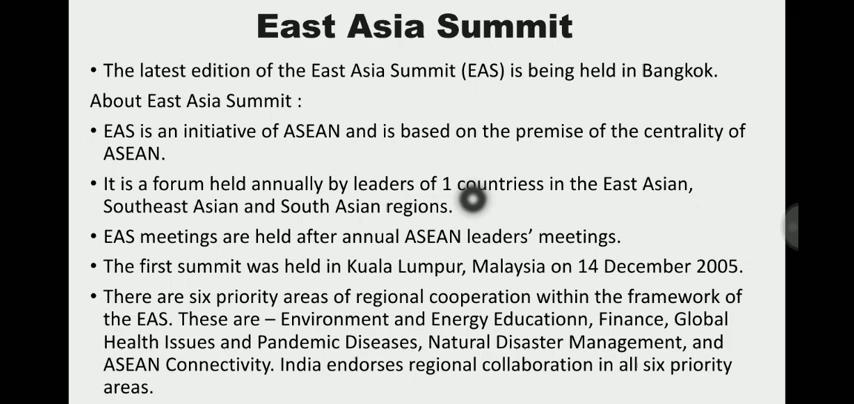 East Asia Summit
• The latest edition of the East Asia Summit (EAS) is being held in Bangkok.
About East Asia Summit :
• EAS is an initiative of ASEAN and is based on the premise of the centrality of
ASEAN.
• It is a forum held annually by leaders of 1 countriess in the East Asian,
Southeast Asian and South Asian regions.
• EAS meetings are held after annual ASEAN leaders’ meetings.
• The first summit was held in Kuala Lumpur, Malaysia on 14 December 2005.
• There are six priority areas of regional cooperation within the framework of
the EAS. These are – Environment and Energy Educationn, Finance, Global
Health Issues and Pandemic Diseases, Natural Disaster Management, and
ASEAN Connectivity. India endorses regional collaboration in all six priority
areas.